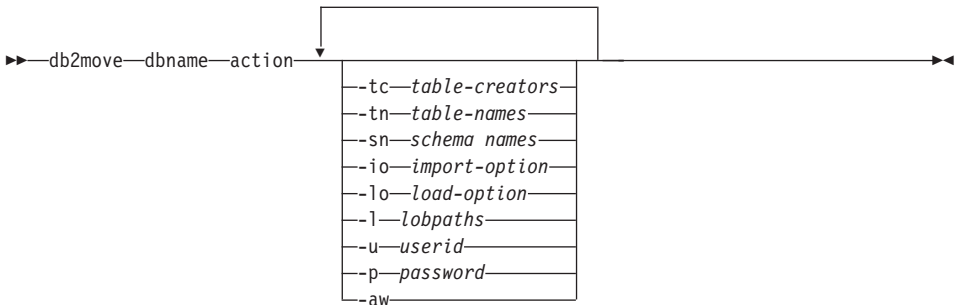 db2move dbname action
-tc table-creators
-tn table-names
-sn schema names
-io import-option
-lo load-option
-l lobpaths
-u userid
-p password
-aw